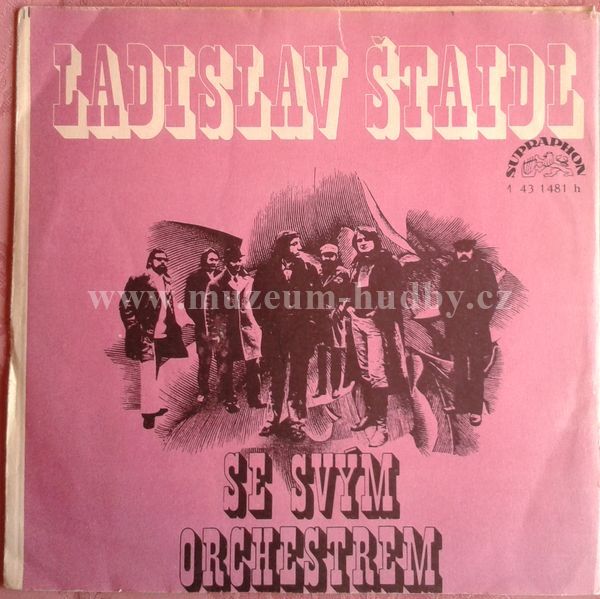 LADISLAV ŠTAIDL
SUPRAPHON
1 43 1481 h
www.muzeum-hudby.cz
SE SVÝM
ORCHESTREM